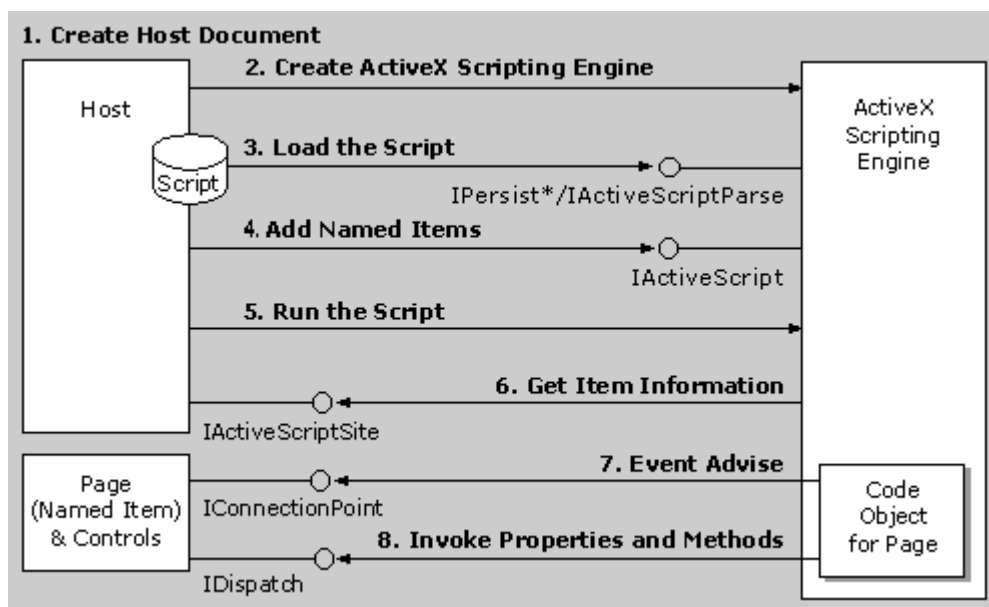 1. Create Host Document
2. Create ActiveX Scripting Engine
Host
ActiveX
Scripting
Engine
3. Load the Script
Script
IPersist*/IActiveScriptParse
4. Add Named Items
IActiveScript
5. Run the Script
6. Get Item Information
IActiveScriptSite
7. Event Advise
Page
(Named Item)
& Controls
IConnectionPoint
Code
Object
for Page
8. Invoke Properties and Methods
IDispatch